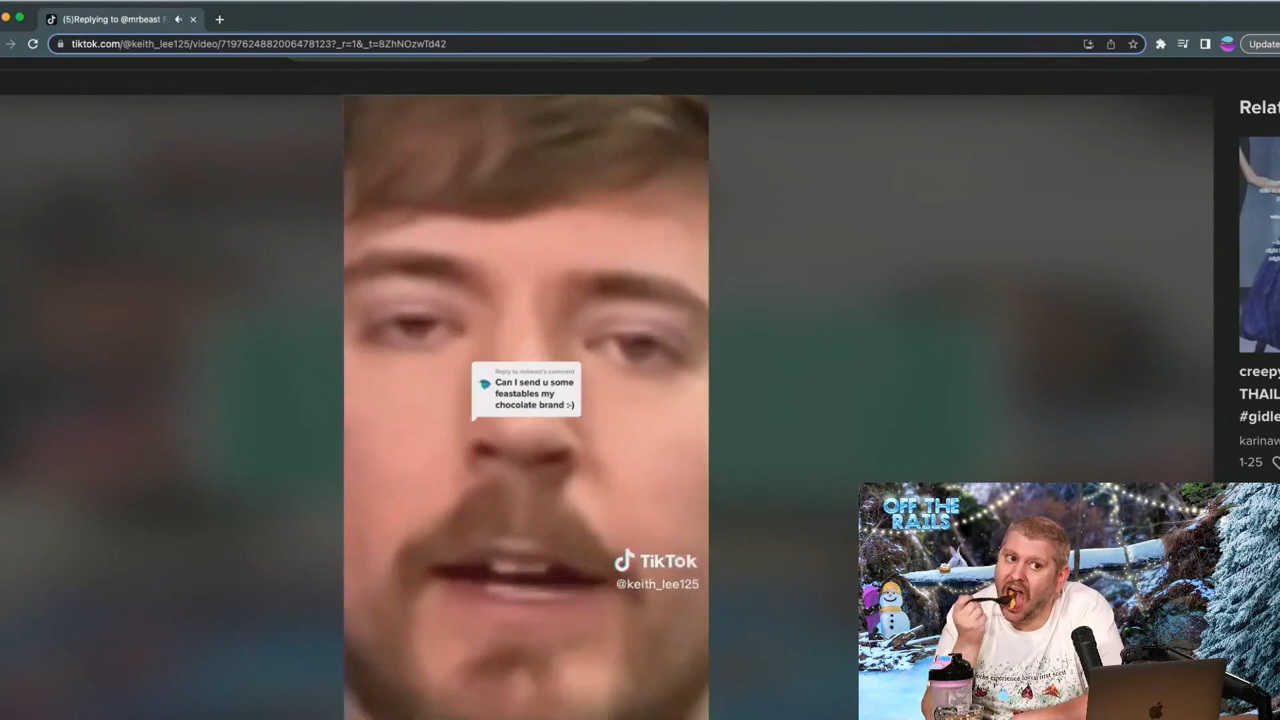 (5)Replying to @mrbeast F
tiktok.com/@keith_lee125/video/7197624882006478123?_r=1&_t=8ZhNOzwTd42
Update
Relat
Reply to mrbeast's comment
Can I send u some
feastables my
chocolate brand :-)
TikTok
@keith_lee125
creepy
THAIL
#gidle
karinaw
1-25
OFF THE
RAILS